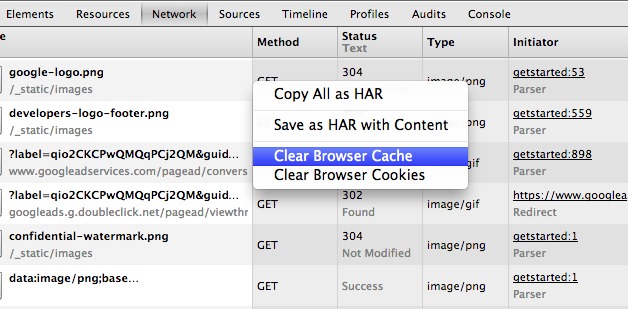 Elements Resources Network Sources Timeline Profiles Audits Console
Method Status Type Initiator
Text
google-logo.png GET 304 image/png getstarted:53
/_static/images Parser
Copy All as HAR
developers-logo-footer.png image/png getstarted:559
/_static/images Parser
Save as HAR with Content
?label=qio2CKCPwQMQqPCj2QM&guid... getstarted:898
www.googleadservices.com/pagead/convers Parser
Clear Browser Cache
Clear Browser Cookies
?label=qio2CKCPwQMQqPCj2QM&guid... GET 302 image/gif https://www.googlea
googleads.g.doubleclick.net/pagead/viewthr Found Redirect
confidential-watermark.png GET 304 image/png getstarted:1
/_static/images Not Modified Parser
data:image/png;base... GET Success image/png getstarted:1
Parser